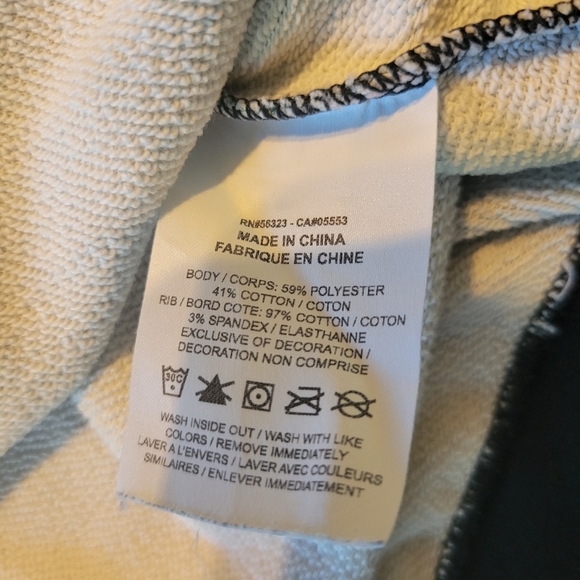 RN#56323 - CA#05553
MADE IN CHINA
FABRIQUE EN CHINE
BODY / CORPS: 59% POLYESTER
41% COTTON / COTON
RIB / BORD COTE: 97% COTTON / COTON
3% SPANDEX / ELASTHANNE
EXCLUSIVE OF DECORATION /
DECORATION NON COMPRISE
30C
WASH INSIDE OUT / WASH WITH LIKE
COLORS / REMOVE IMMEDIATELY
LAVER A L'ENVERS / LAVER AVEC COULEURS
SIMILAIRES / ENLEVER IMMEDIATEMENT